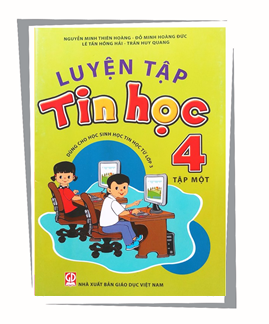 NGUYỄN MINH THIÊN HOÀNG - ĐỖ MINH HOÀNG ĐỨC
LÊ TẤN HỒNG HẢI - TRẦN HUY QUANG
LUYỆN TẬP
Tin học
DÙNG CHO HỌC SINH HỌC TIN HỌC TỪ LỚP 3
4
TẬP MỘT
NHÀ XUẤT BẢN GIÁO DỤC VIỆT NAM